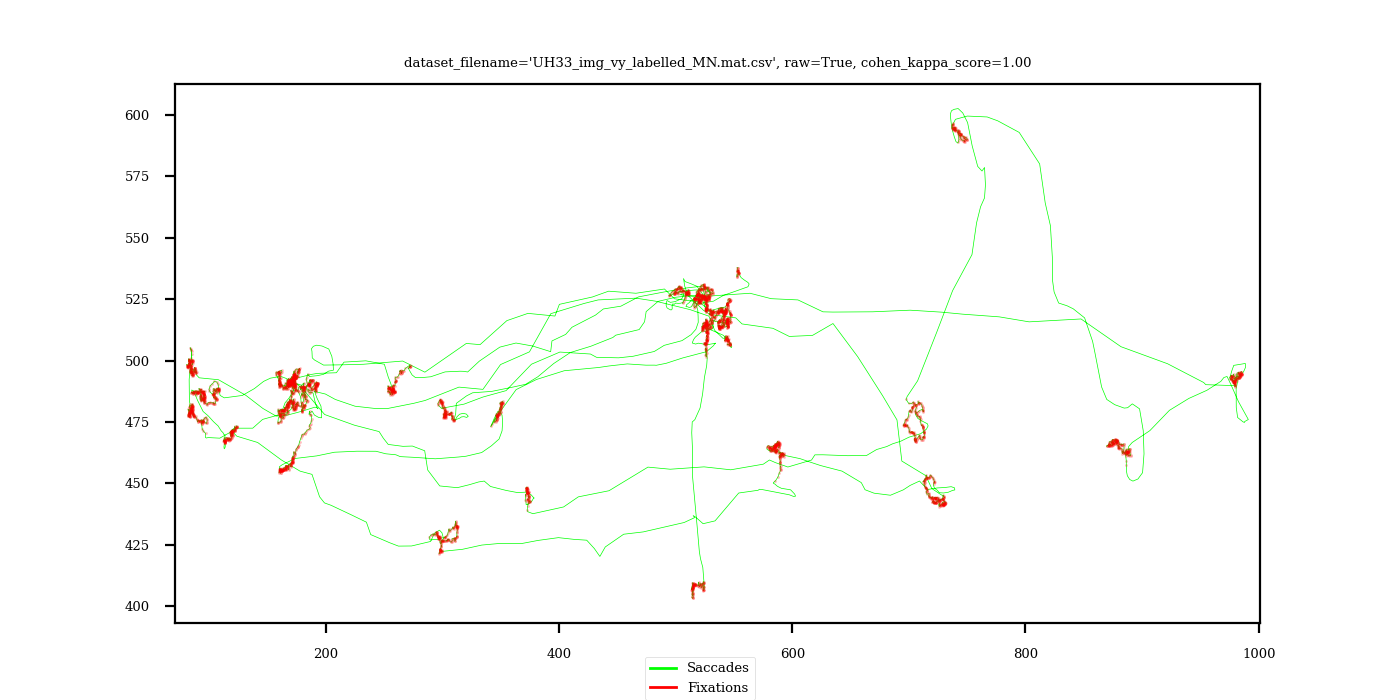 dataset_filename='UH33_img_vy_labelled_MN.mat.csv', raw=True, cohen_kappa_score=1.00
600
575
550
525
500
475
450
425
400
200 400 600 800 1000
Saccades
Fixations